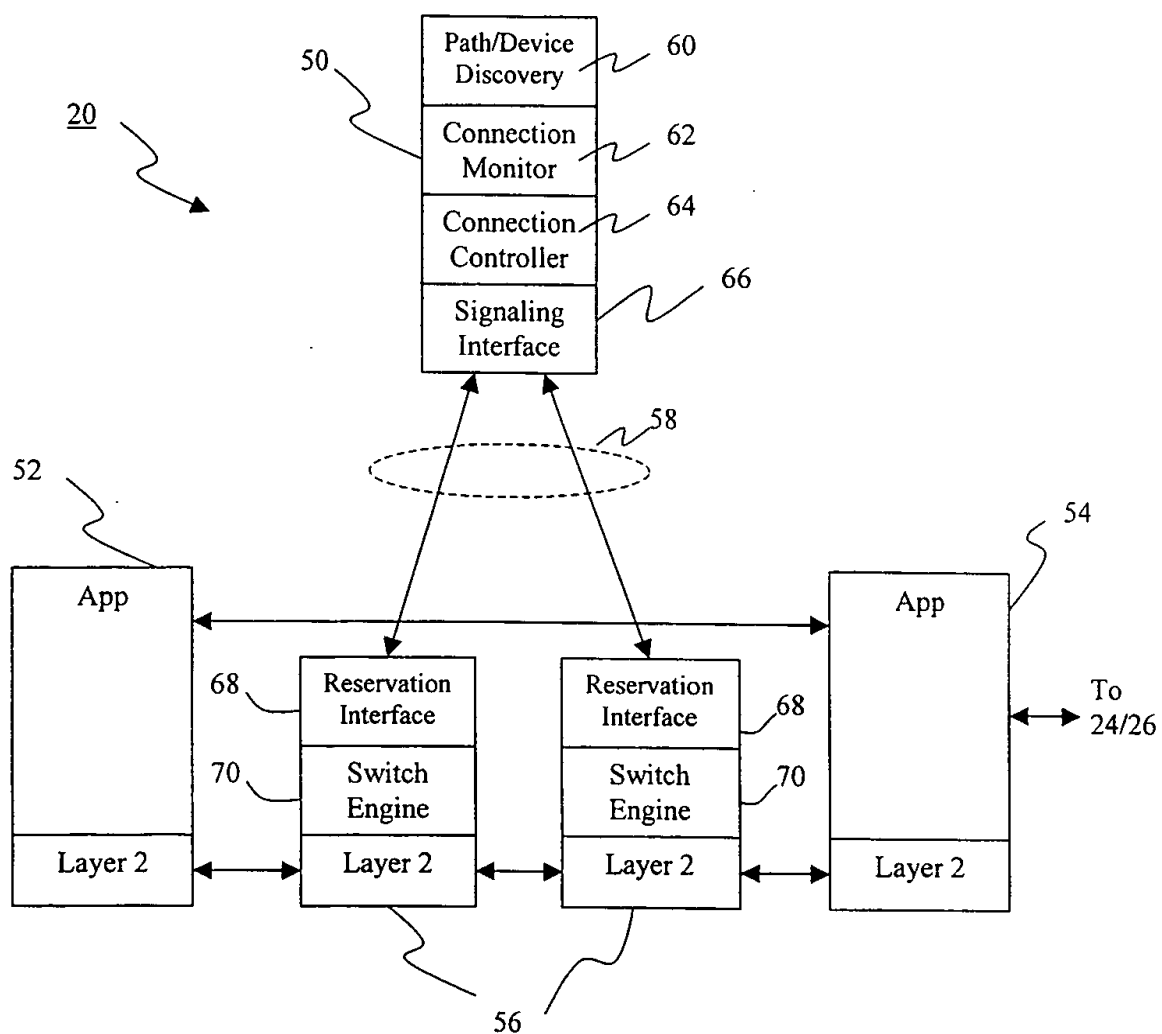 Path/Device
Discovery
60
50
20
Connection
Monitor
62
Connection
Controller
64
Signaling
Interface
66
58
52
54
App
App
Reservation
Interface
68
Reservation
Interface
68
To
24/26
Switch
Engine
70
Switch
Engine
70
Layer 2
Layer 2
Layer 2
Layer 2
56